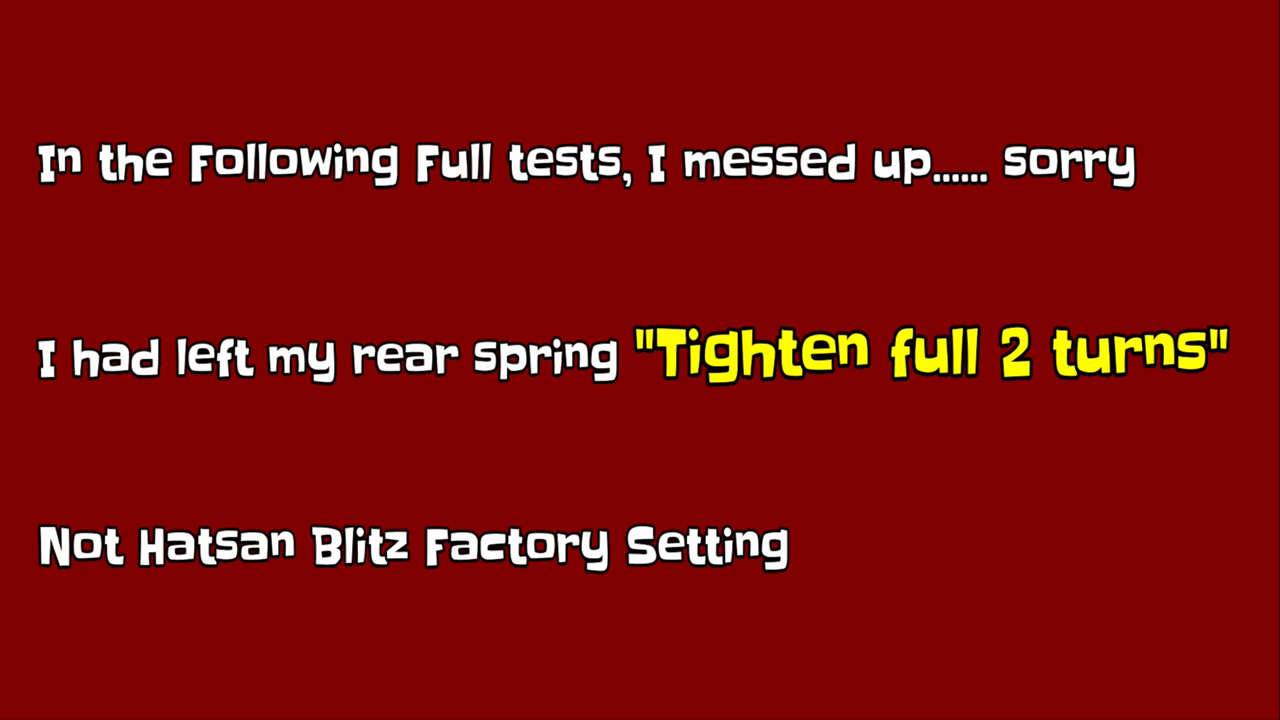 In the Following Full tests, I messed up...... sorry
I had left my rear spring "Tighten full 2 turns"
Not Hatsan Blitz Factory Setting